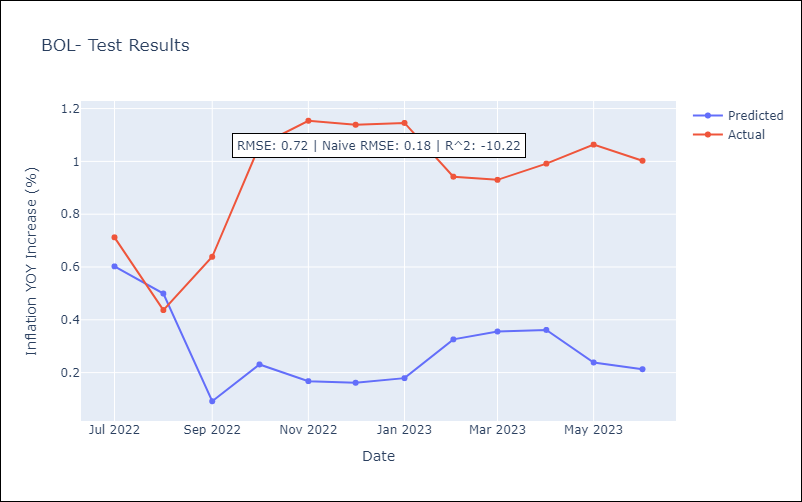 BOL- Test Results
Predicted
Actual
RMSE: 0.72 | Naive RMSE: 0.18 | R^2: -10.22
Inflation YOY Increase (%)
1.2
1
0.8
0.6
0.4
0.2
Jul 2022
Sep 2022
Nov 2022
Jan 2023
Mar 2023
May 2023
Date